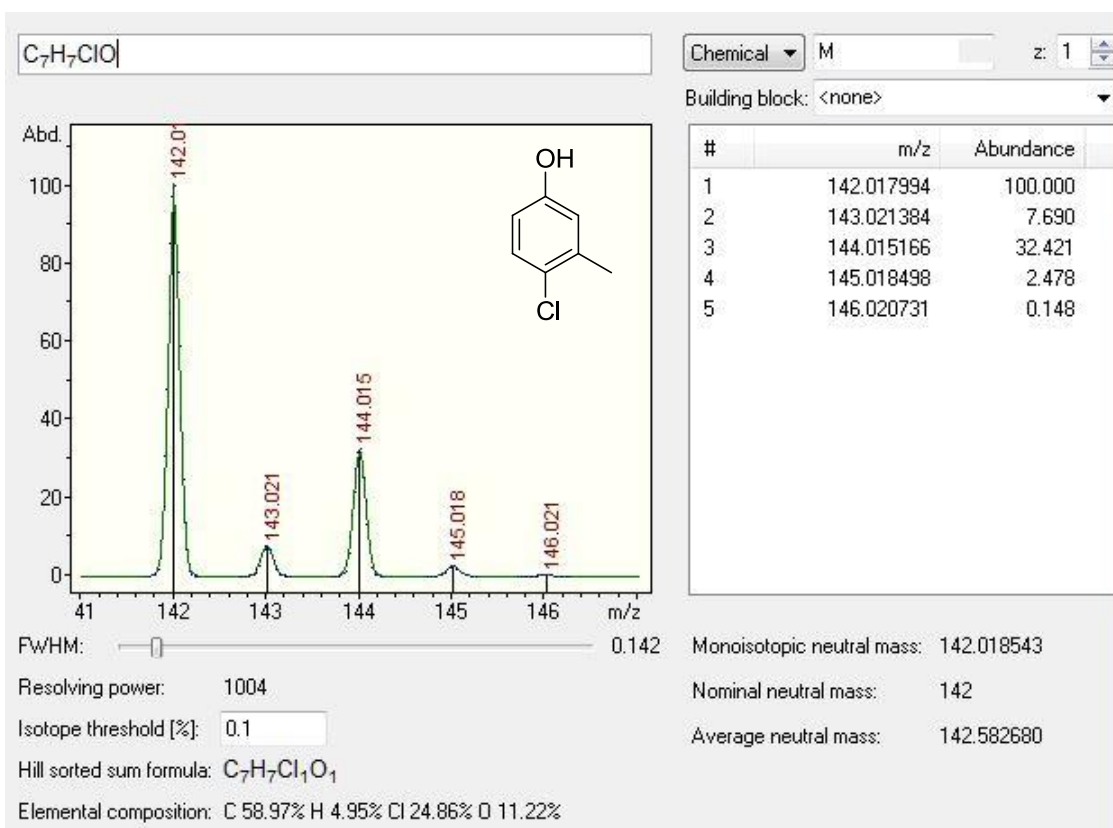 C₇H₇ClO
Chemical M z: 1
Building block: <none>
Abd.
100
80
60
40
20
0
142.01
143.021
144.015
145.018
146.021
OH
Cl
41 142 143 144 145 146 m/z
# m/z Abundance
1 142.017994 100.000
2 143.021384 7.690
3 144.015166 32.421
4 145.018498 2.478
5 146.020731 0.148
FWHM: 0.142
Resolving power: 1004
Isotope threshold [%]: 0.1
Hill sorted sum formula: C₇H₇Cl₁O₁
Elemental composition: C 58.97% H 4.95% Cl 24.86% O 11.22%
Monoisotopic neutral mass: 142.018543
Nominal neutral mass: 142
Average neutral mass: 142.582680